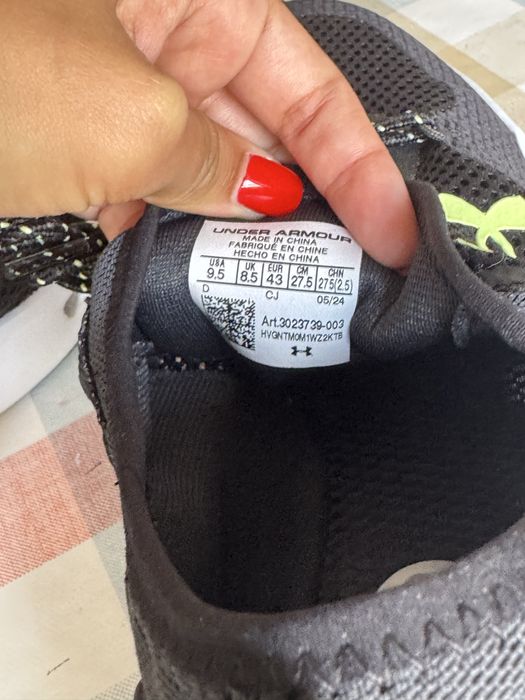 UNDER ARMOUR
MADE IN CHINA
FABRIQUÉ EN CHINE
HECHO EN CHINA
USA UK EUR CM CHN
9.5 8.5 43 27.5 275(2.5)
D CJ 05/24
Art.3023739-003
HVGNTM0M1WZ2KTB